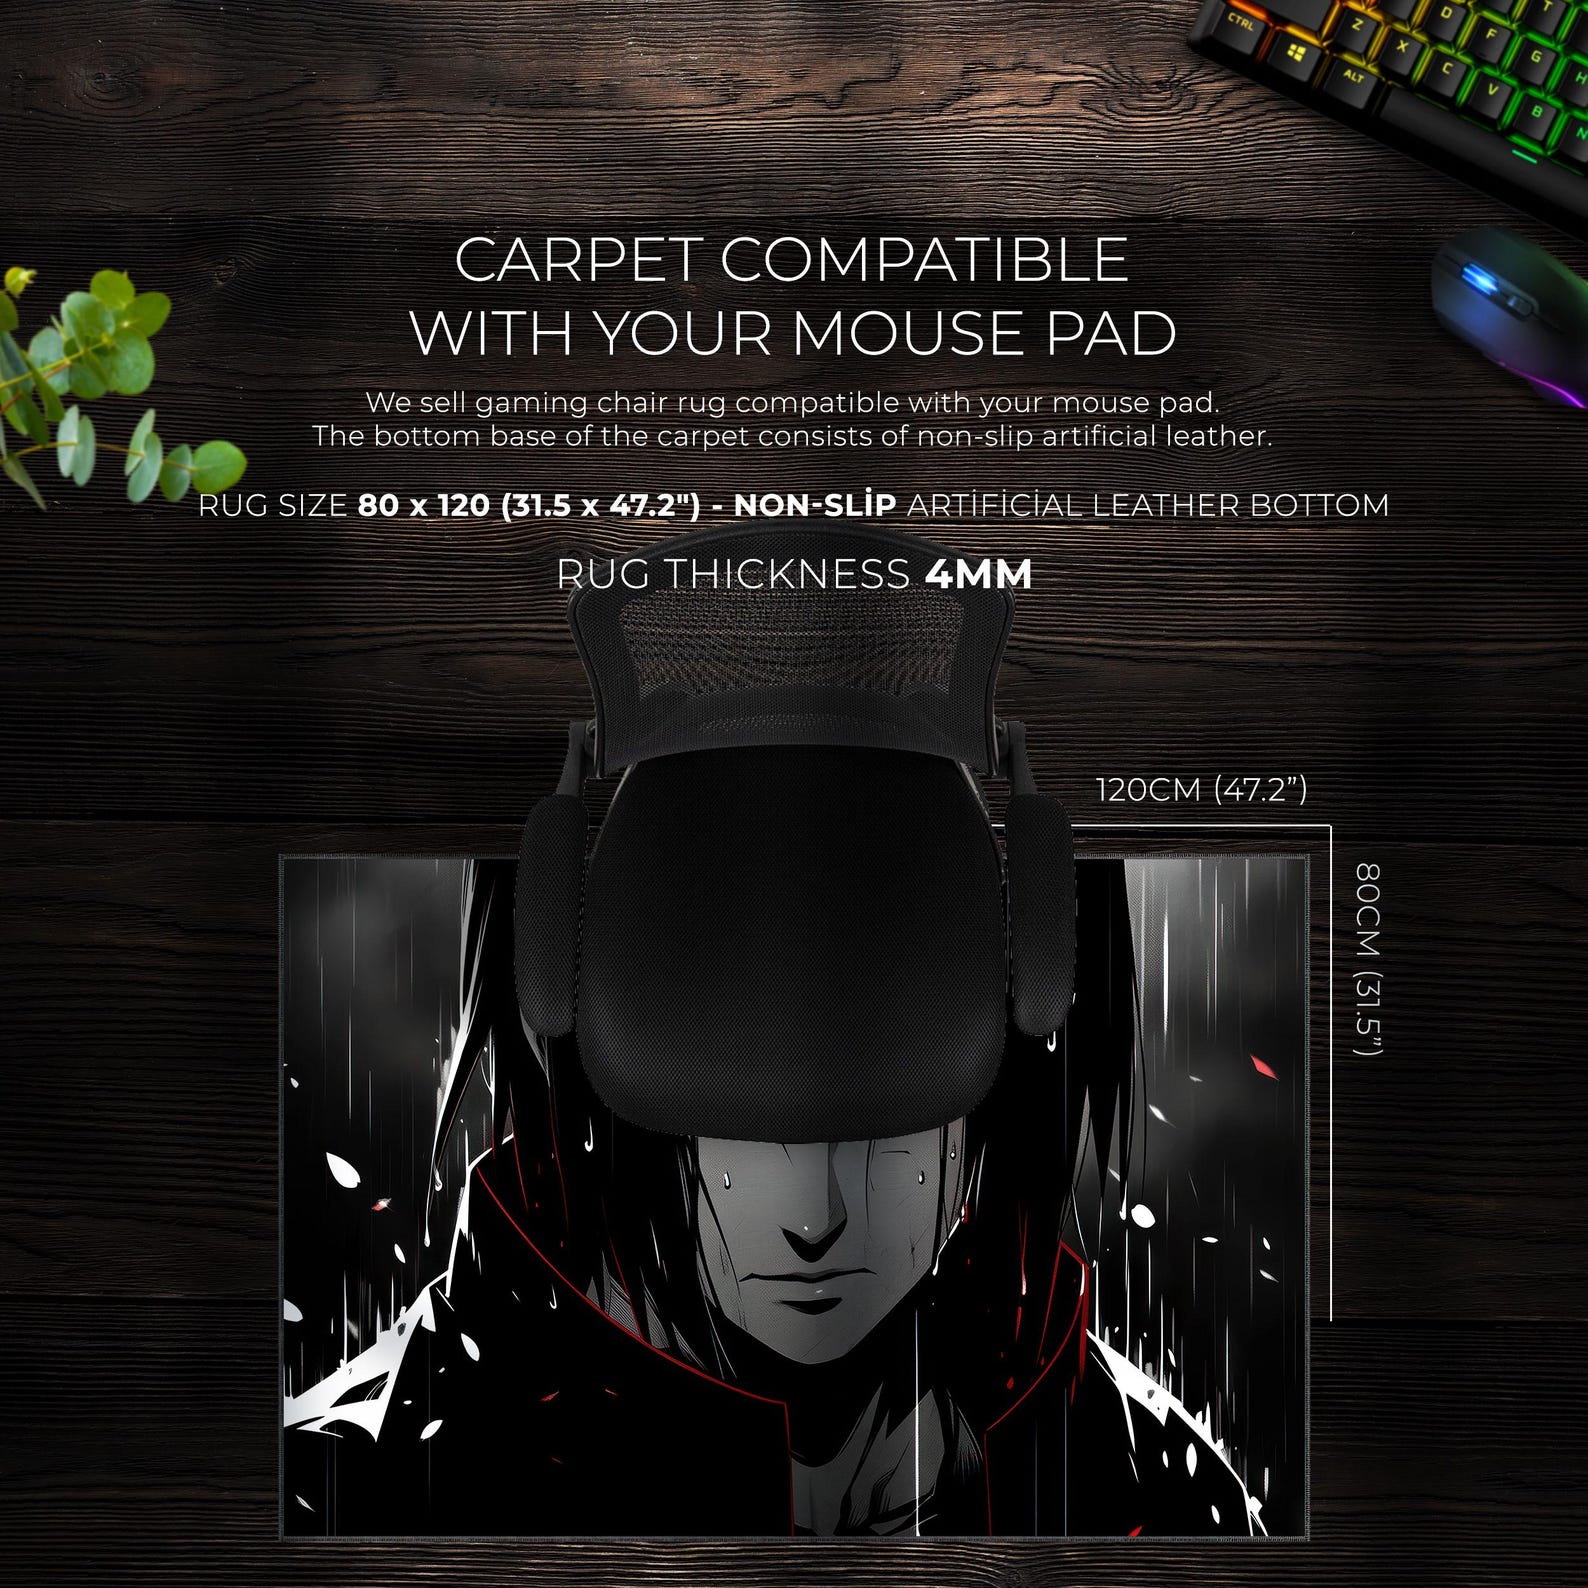 CTRL
ALT
Z
X
C
V
B
N
D
F
G
H
T
CARPET COMPATIBLE
WITH YOUR MOUSE PAD
We sell gaming chair rug compatible with your mouse pad.
The bottom base of the carpet consists of non-slip artificial leather.
RUG SIZE 80 x 120 (31.5 x 47.2") - NON-SLİP ARTİFİCİAL LEATHER BOTTOM
RUG THICKNESS 4MM
120CM (47.2”)
80CM (31.5”)